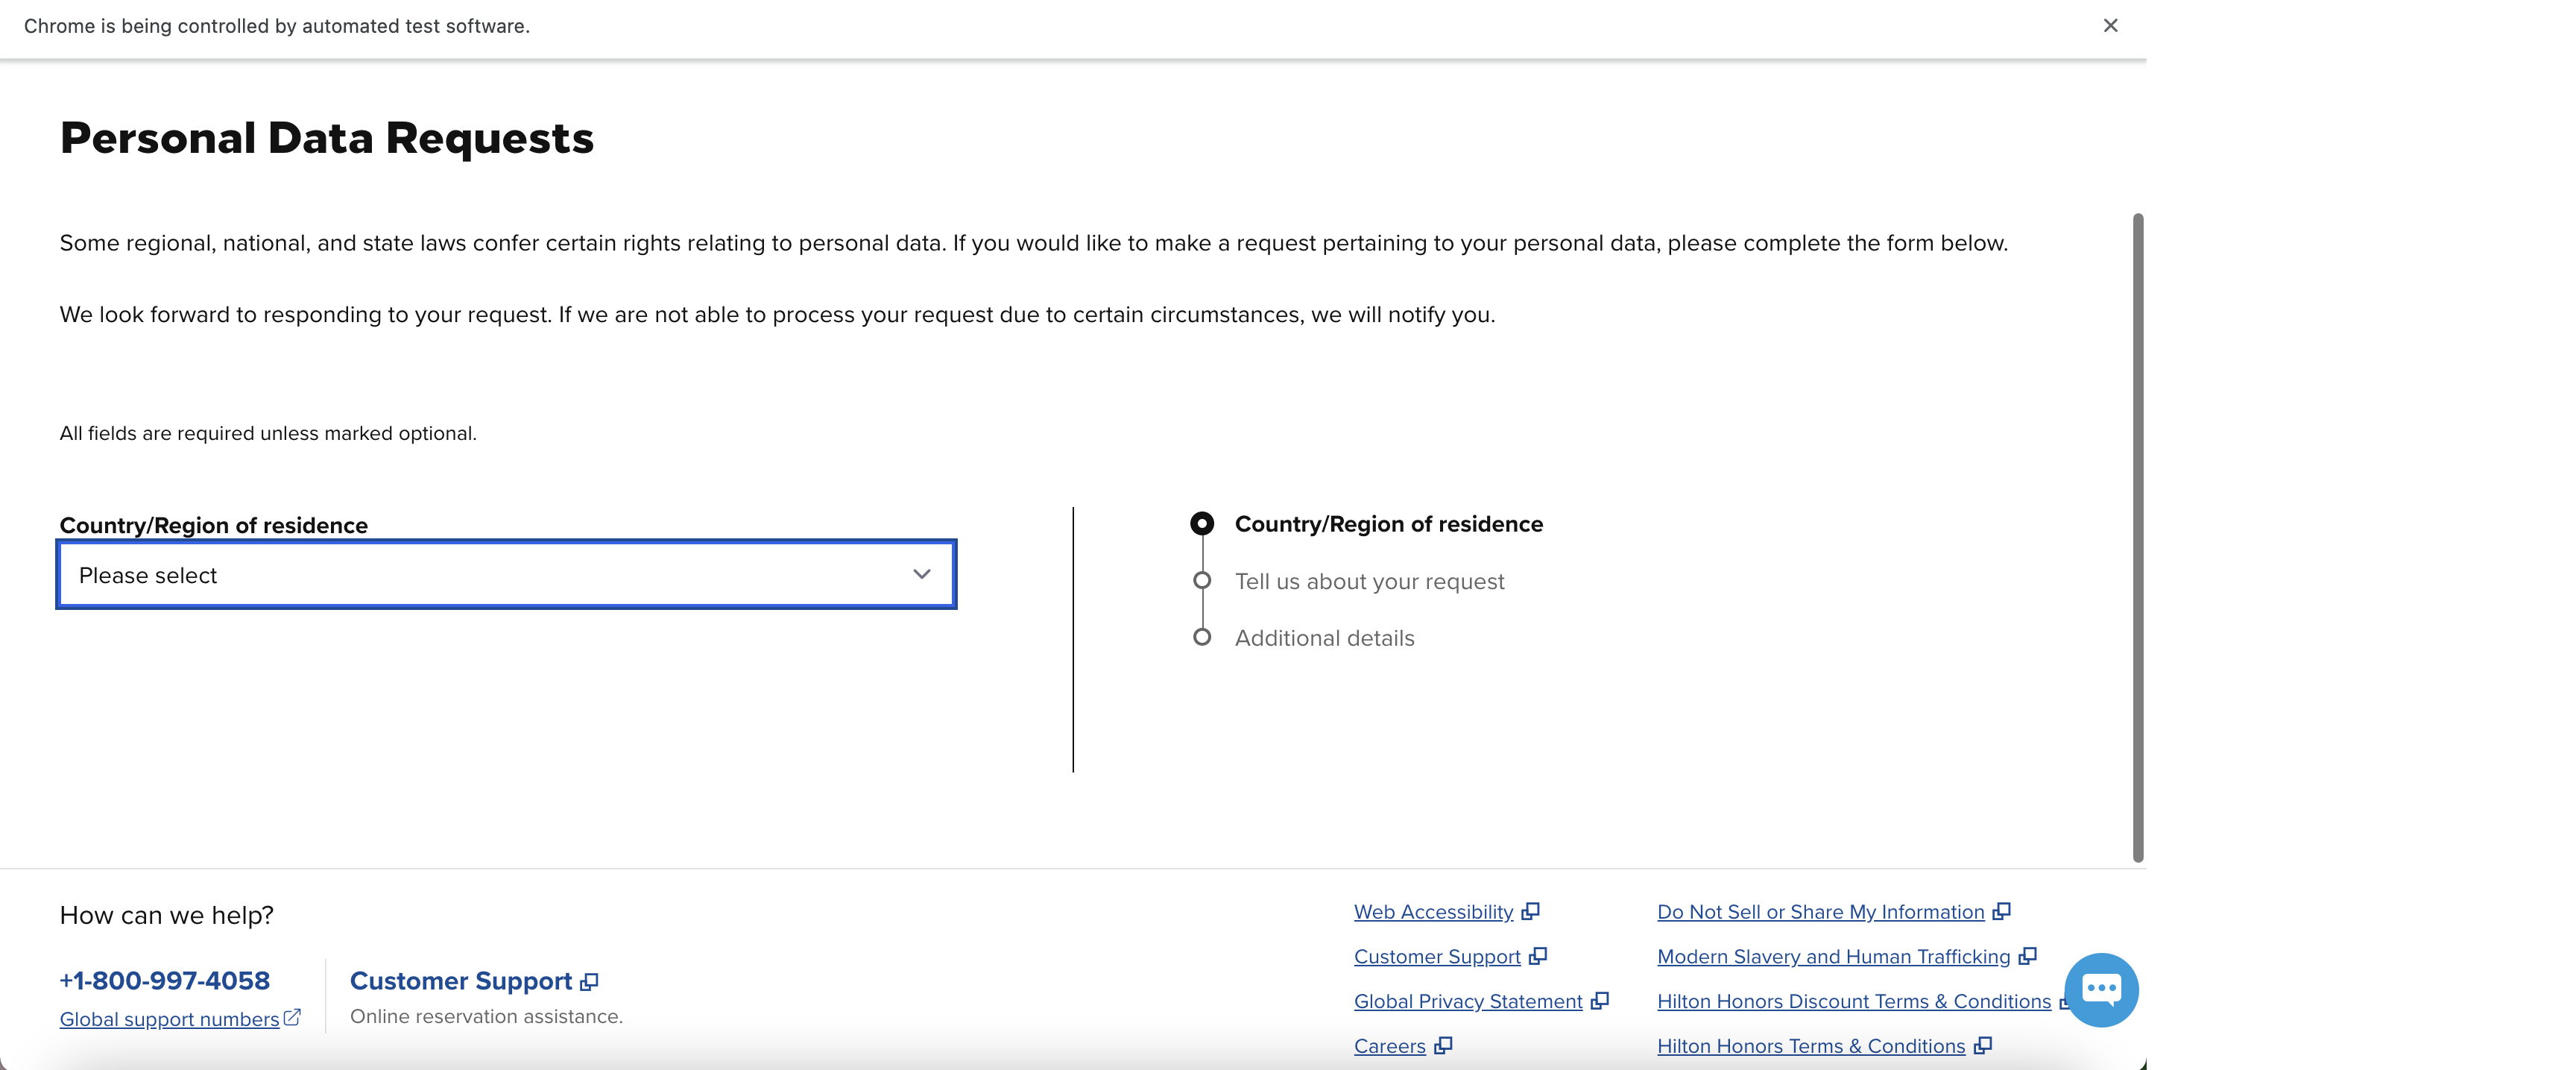 Chrome is being controlled by automated test software.
Personal Data Requests
Some regional, national, and state laws confer certain rights relating to personal data. If you would like to make a request pertaining to your personal data, please complete the form below.
We look forward to responding to your request. If we are not able to process your request due to certain circumstances, we will notify you.
All fields are required unless marked optional.
Country/Region of residence
Please select
Country/Region of residence
Tell us about your request
Additional details
How can we help?
+1-800-997-4058
Global support numbers
Customer Support
Online reservation assistance.
Web Accessibility
Customer Support
Global Privacy Statement
Careers
Do Not Sell or Share My Information
Modern Slavery and Human Trafficking
Hilton Honors Discount Terms & Conditions
Hilton Honors Terms & Conditions